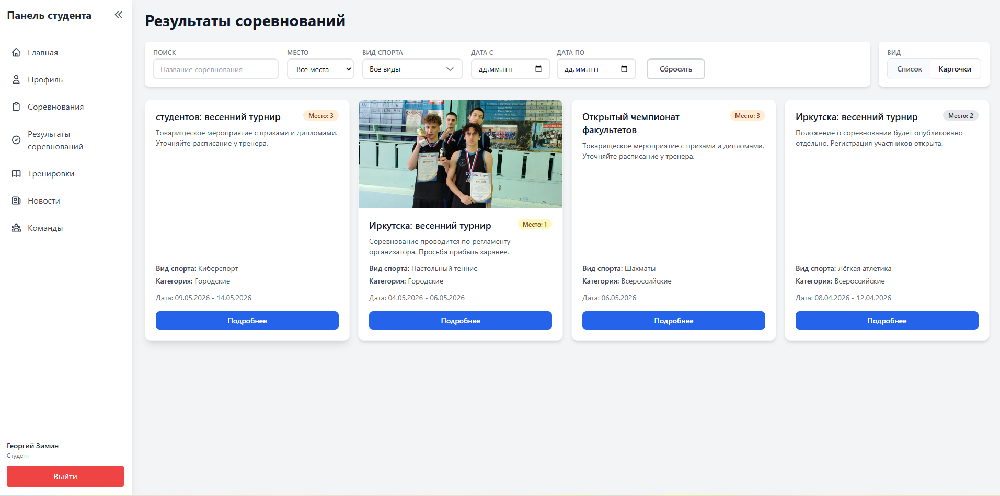 Панель студента
Главная
Профиль
Соревнования
Результаты
соревнований
Тренировки
Новости
Команды
Георгий Зимин
Студент
Выйти
Результаты соревнований
ПОИСК
Название соревнования
МЕСТО
Все места
ВИД СПОРТА
Все виды
ДАТА С
дд.мм.гггг
ДАТА ПО
дд.мм.гггг
Сбросить
ВИД
Список
Карточки
студентов: весенний турнир
Место: 3
Товарищеское мероприятие с призами и дипломами.
Уточняйте расписание у тренера.
Вид спорта: Киберспорт
Категория: Городские
Дата: 09.05.2026 - 14.05.2026
Подробнее
Иркутска: весенний турнир
Место: 1
Соревнование проводится по регламенту
организатора. Просьба прибыть заранее.
Вид спорта: Настольный теннис
Категория: Городские
Дата: 04.05.2026 - 06.05.2026
Подробнее
Открытый чемпионат
факультетов
Место: 3
Товарищеское мероприятие с призами и дипломами.
Уточняйте расписание у тренера.
Вид спорта: Шахматы
Категория: Всероссийские
Дата: 06.05.2026
Подробнее
Иркутска: весенний турнир
Место: 2
Положение о соревновании будет опубликовано
отдельно. Регистрация участников открыта.
Вид спорта: Лёгкая атлетика
Категория: Всероссийские
Дата: 08.04.2026 - 12.04.2026
Подробнее